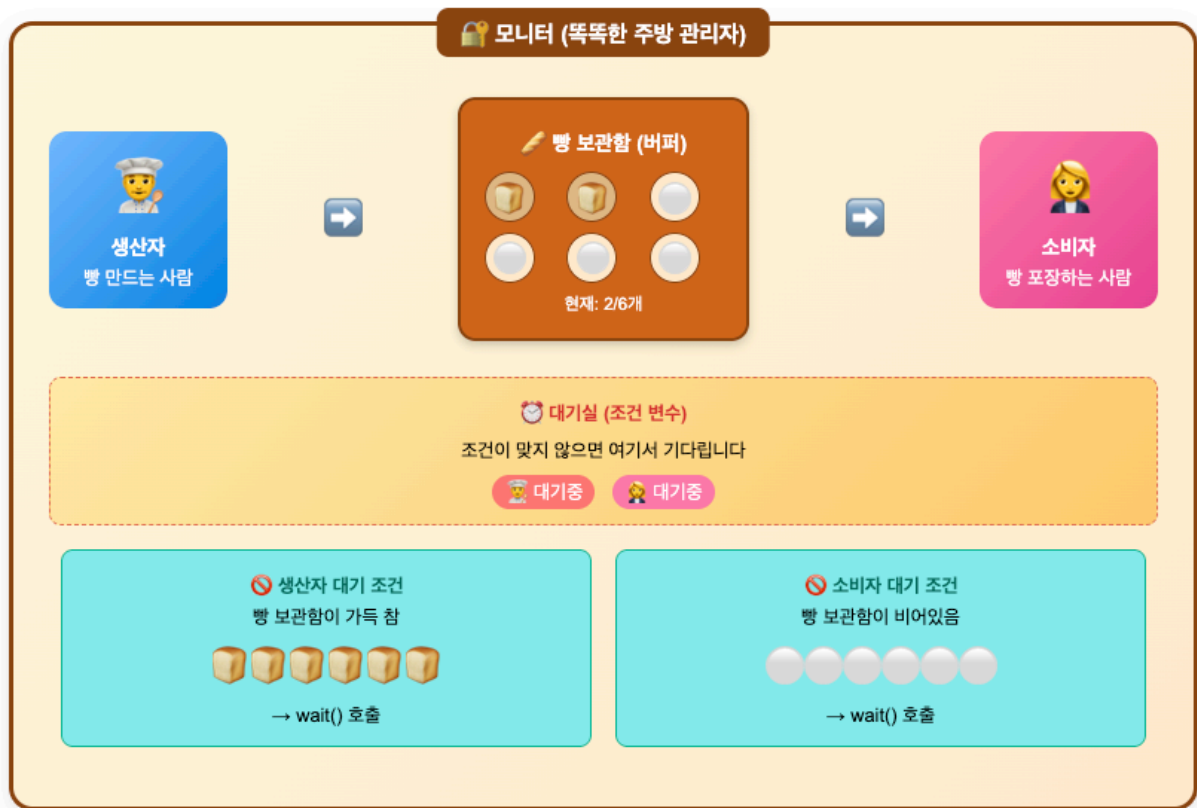 모니터 (똑똑한 주방 관리자)
빵 보관함 (버퍼)
생산자
빵 만드는 사람
현재: 2/6개
소비자
빵 포장하는 사람
대기실 (조건 변수)
조건이 맞지 않으면 여기서 기다립니다
대기중
대기중
생산자 대기 조건
빵 보관함이 가득 참
→ wait() 호출
소비자 대기 조건
빵 보관함이 비어있음
→ wait() 호출